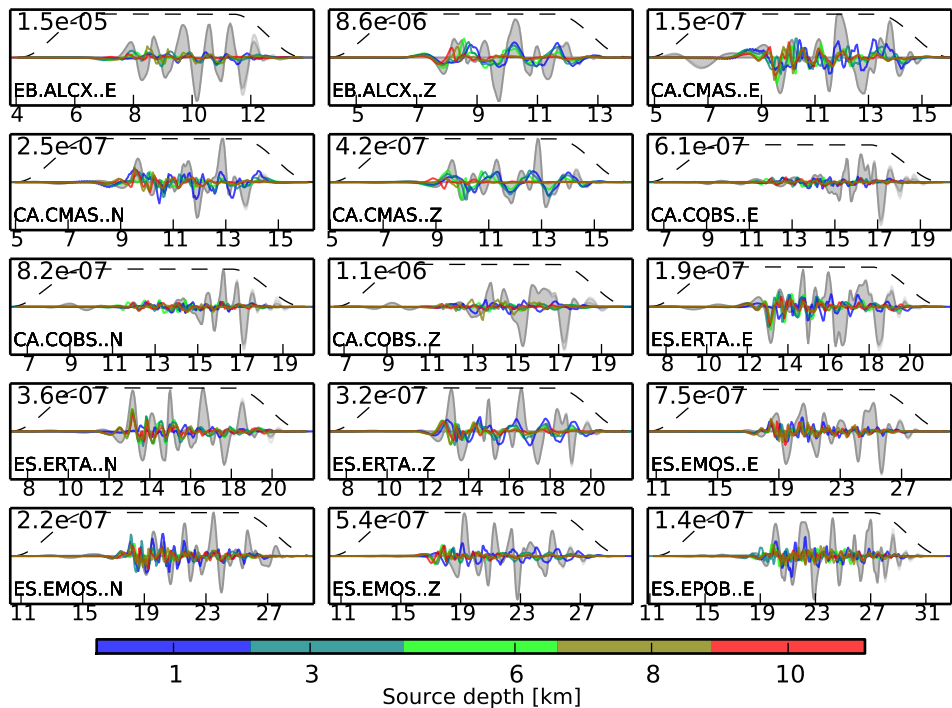 1.5e-05 8.6e-06 1.5e-07
EB.ALCX..E EB.ALCX..Z CA.CMAS..E
4 6 8 10 12 5 7 9 11 13 5 7 9 11 13 15
2.5e-07 4.2e-07 6.1e-07
CA.CMAS..N CA.CMAS..Z CA.COBS..E
5 7 9 11 13 15 5 7 9 11 13 15 7 9 11 13 15 17 19
8.2e-07 1.1e-06 1.9e-07
CA.COBS..N CA.COBS..Z ES.ERTA..E
7 9 11 13 15 17 19 7 9 11 13 15 17 19 8 10 12 14 16 18 20
3.6e-07 3.2e-07 7.5e-07
ES.ERTA..N ES.ERTA..Z ES.EMOS..E
8 10 12 14 16 18 20 8 10 12 14 16 18 20 11 15 19 23 27
2.2e-07 5.4e-07 1.4e-07
ES.EMOS..N ES.EMOS..Z ES.EPOB..E
11 15 19 23 27 11 15 19 23 27 11 15 19 23 27 31
1 3 6 8 10
Source depth [km]